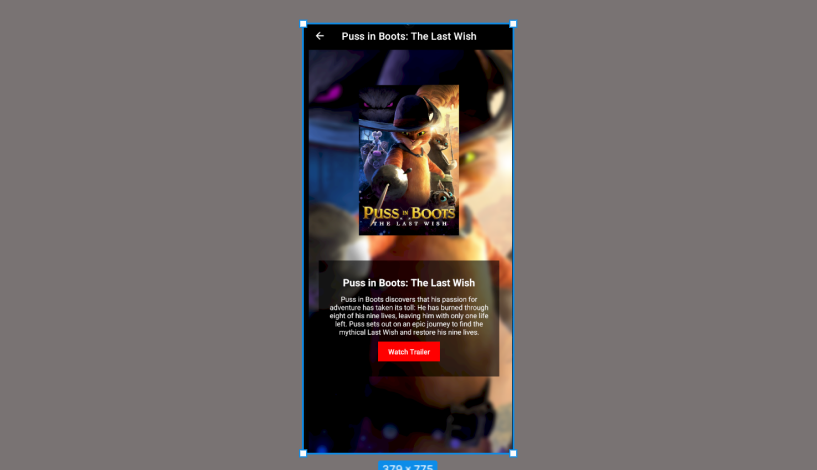 Puss in Boots: The Last Wish
PUSS IN BOOTS
THE LAST WISH
Puss in Boots: The Last Wish
Puss in Boots discovers that his passion for
adventure has taken its toll: He has burned through
eight of his nine lives, leaving him with only one life
left. Puss sets out on an epic journey to find the
mythical Last Wish and restore his nine lives.
Watch Trailer
379 × 775